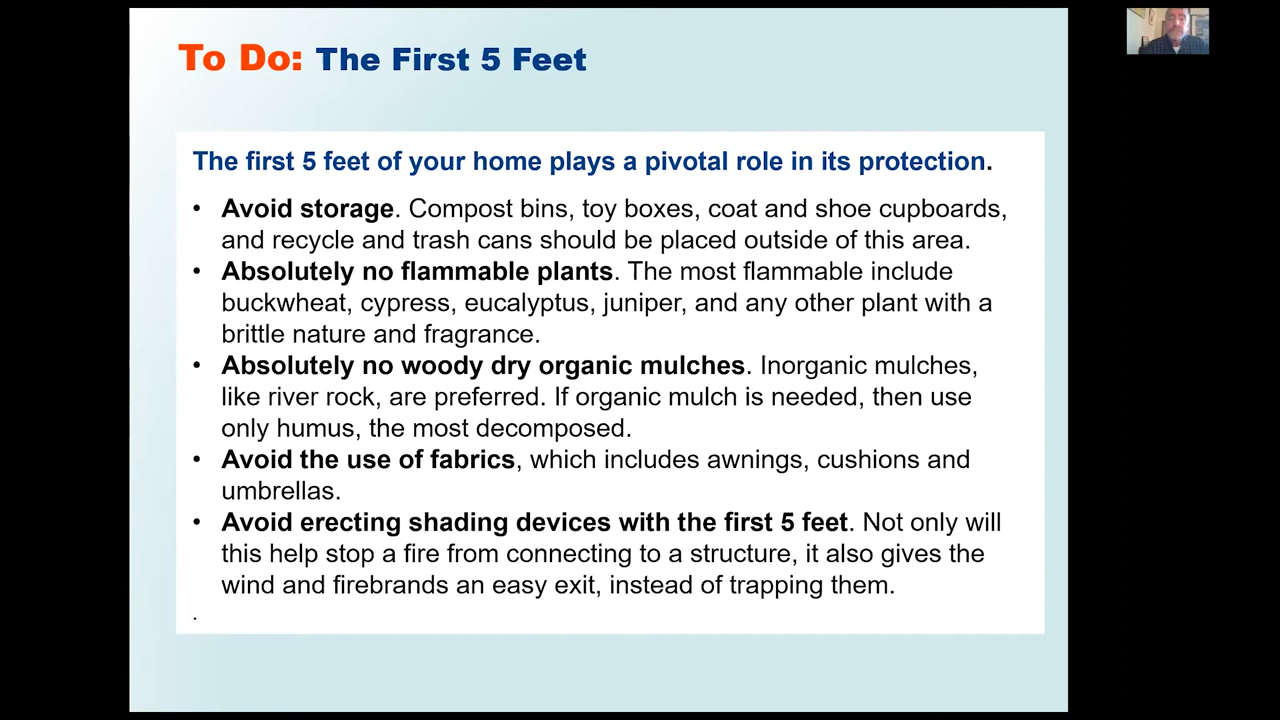 To Do: The First 5 Feet
The first 5 feet of your home plays a pivotal role in its protection.
• Avoid storage. Compost bins, toy boxes, coat and shoe cupboards,
and recycle and trash cans should be placed outside of this area.
• Absolutely no flammable plants. The most flammable include
buckwheat, cypress, eucalyptus, juniper, and any other plant with a
brittle nature and fragrance.
• Absolutely no woody dry organic mulches. Inorganic mulches,
like river rock, are preferred. If organic mulch is needed, then use
only humus, the most decomposed.
• Avoid the use of fabrics, which includes awnings, cushions and
umbrellas.
• Avoid erecting shading devices with the first 5 feet. Not only will
this help stop a fire from connecting to a structure, it also gives the
wind and firebrands an easy exit, instead of trapping them.
.